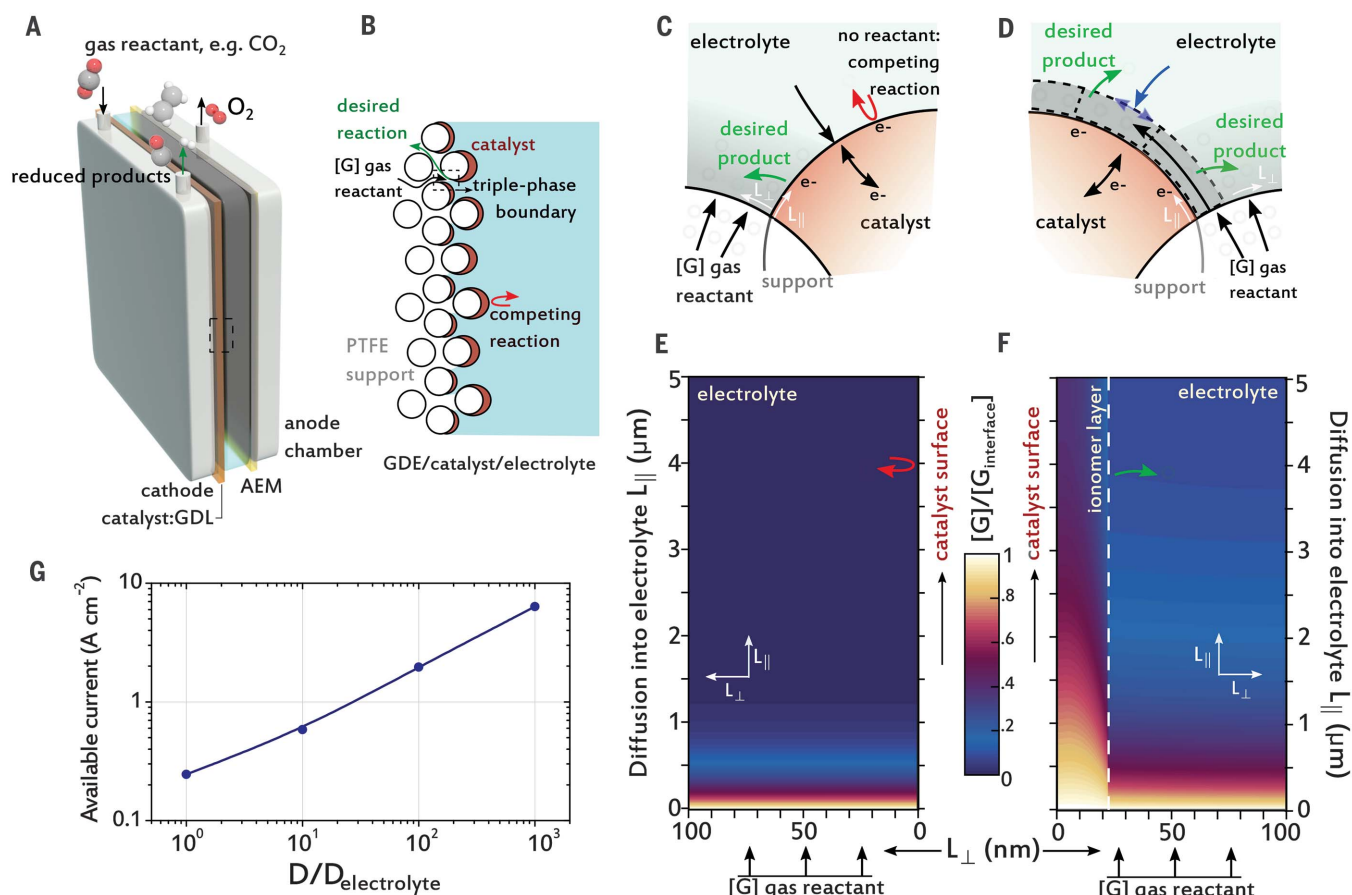 A
gas reactant, e.g. CO2
O2
reduced products
anode
chamber
AEM
cathode
catalyst:GDL
B
desired
reaction
[G] gas
reactant
catalyst
triple-phase
boundary
competing
reaction
PTFE
support
GDE/catalyst/electrolyte
C
electrolyte
no reactant:
competing
reaction
e-
desired
product
e-
L⊥
L||
e-
catalyst
[G] gas
reactant
support
D
desired
product
electrolyte
desired
product
e-
e-
e-
L⊥
L||
catalyst
[G] gas
reactant
support
E
Diffusion into electrolyte L|| (µm)
5
4
3
2
1
0
electrolyte
L||
L⊥
100
50
0
catalyst surface
[G]/[Ginterface]
1
.8
.6
.4
.2
0
L⊥ (nm)
[G] gas reactant
F
catalyst surface
ionomer layer
electrolyte
L||
L⊥
5
4
3
2
1
0
Diffusion into electrolyte L|| (µm)
0
50
100
[G] gas reactant
G
Available current (A cm-2)
10
1
0.1
10^0
10^1
10^2
10^3
D/Delectrolyte